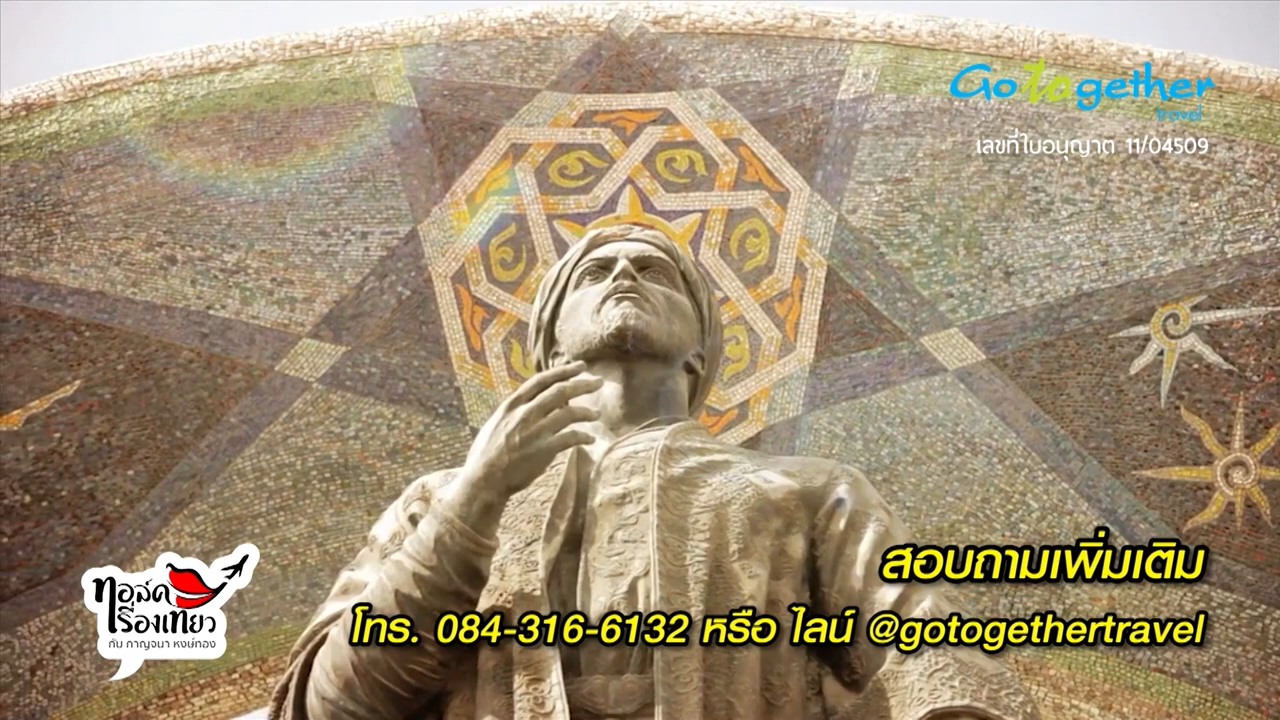 Go together
travel
เลขที่ใบอนุญาต 11/04509
สอบถามเพิ่มเติม
โทร. 084-316-6132 หรือ ไลน์ @gotogethertravel
ทอล์ค
เรื่องเที่ยว
กับ กาญจนา หงษ์ทอง